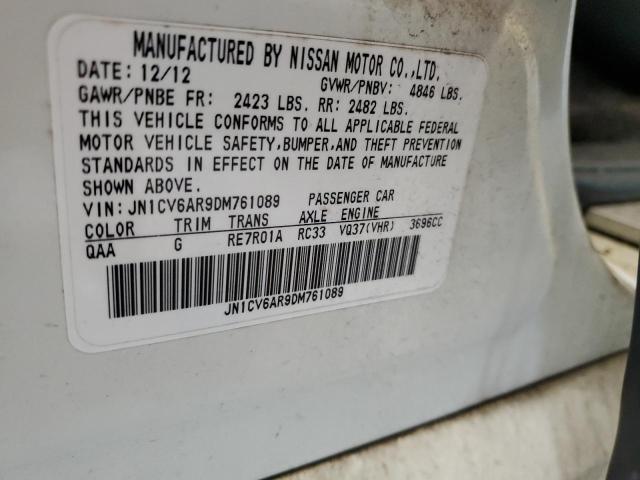 MANUFACTURED BY NISSAN MOTOR CO.,LTD.
DATE: 12/12 GVWR/PNBV: 4846 LBS.
GAWR/PNBE FR: 2423 LBS. RR: 2482 LBS.
THIS VEHICLE CONFORMS TO ALL APPLICABLE FEDERAL
MOTOR VEHICLE SAFETY,BUMPER,AND THEFT PREVENTION
STANDARDS IN EFFECT ON THE DATE OF MANUFACTURE
SHOWN ABOVE.
VIN:JN1CV6AR9DM761089 PASSENGER CAR
COLOR TRIM TRANS AXLE ENGINE
QAA G RE7R01A RC33 VQ37(VHR) 3696CC
JN1CV6AR9DM761089